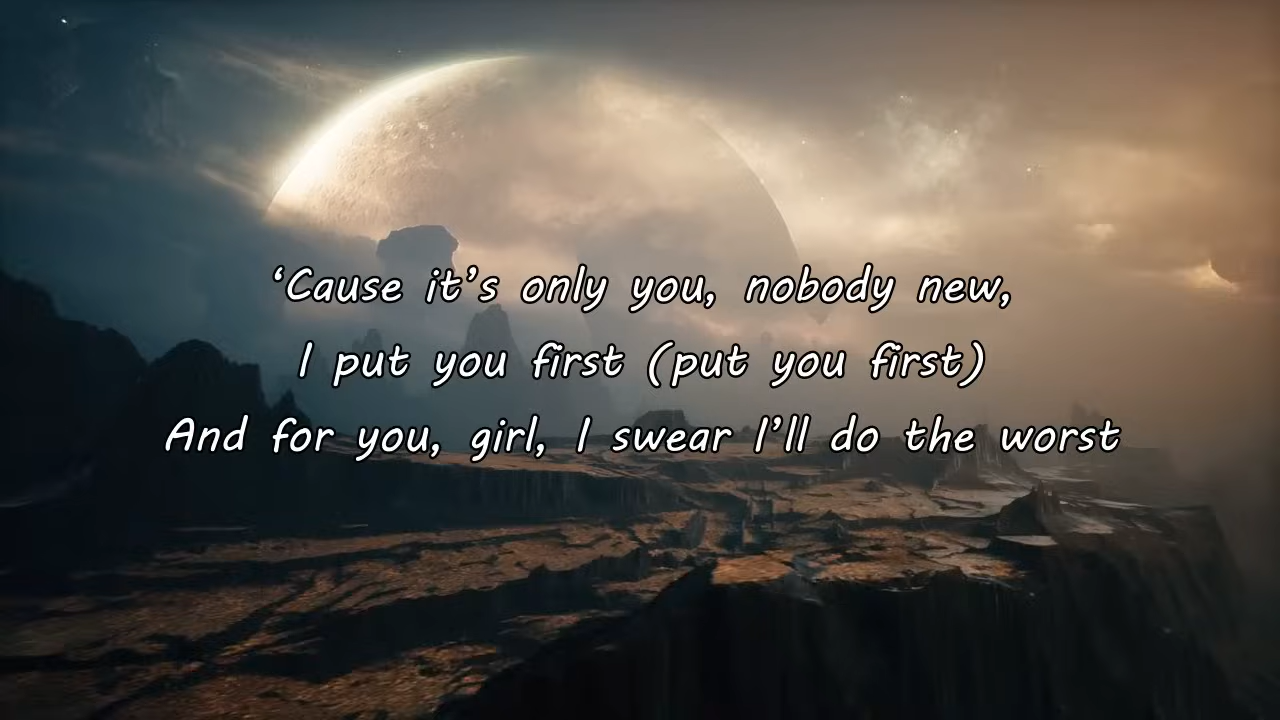 ‘Cause it’s only you, nobody new,
I put you first (put you first)
And for you, girl, I swear I’ll do the worst